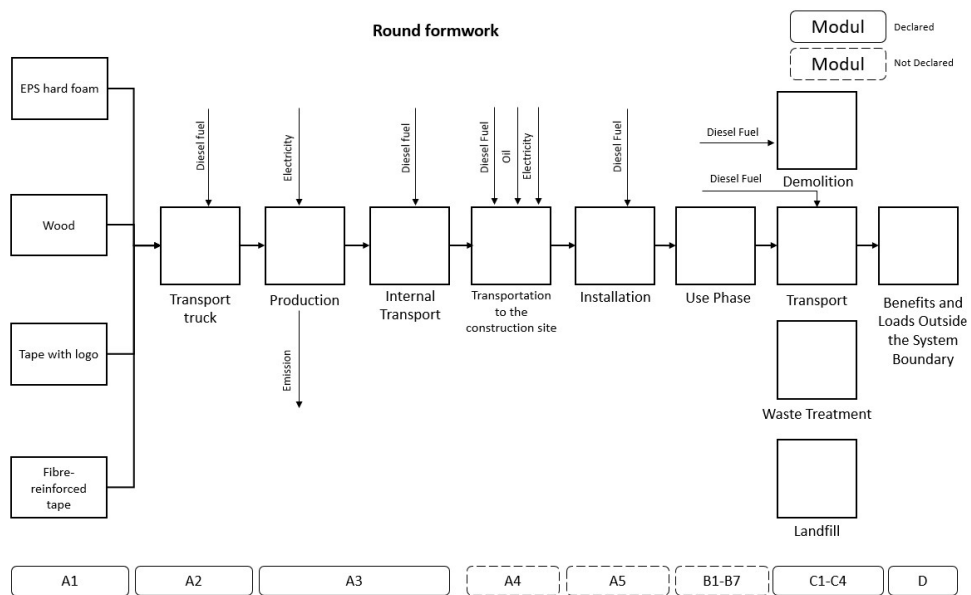 Round formwork
Modul
Declared
Modul
Not Declared
EPS hard foam
Wood
Tape with logo
Fibre-
reinforced
tape
Diesel fuel
Electricity
Diesel fuel
Diesel Fuel
Oil
Electricity
Diesel Fuel
Diesel Fuel
Diesel Fuel
Demolition
Transport
truck
Production
Internal
Transport
Transportation
to the
construction site
Installation
Use Phase
Transport
Benefits and
Loads Outside
the System
Boundary
Emission
Waste Treatment
Landfill
A1
A2
A3
A4
A5
B1-B7
C1-C4
D